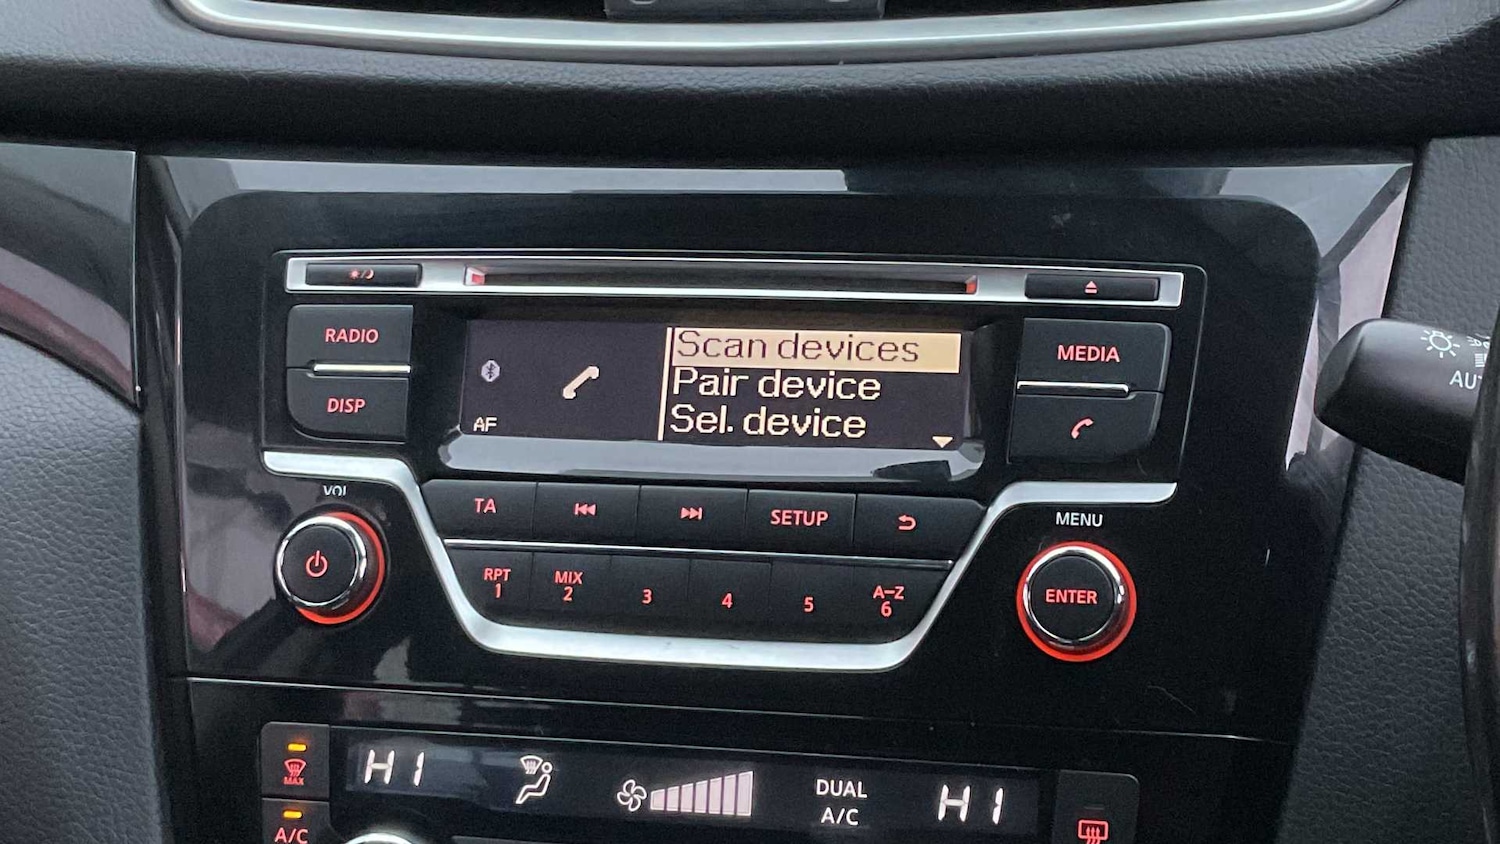 RADIO
DISP
Scan devices
Pair device
Sel. device
AF
MEDIA
VOL
TA
SETUP
MENU
RPT
1
MIX
2
3
4
5
A-Z
6
ENTER
MAX
HI
DUAL
A/C
HI
A/C